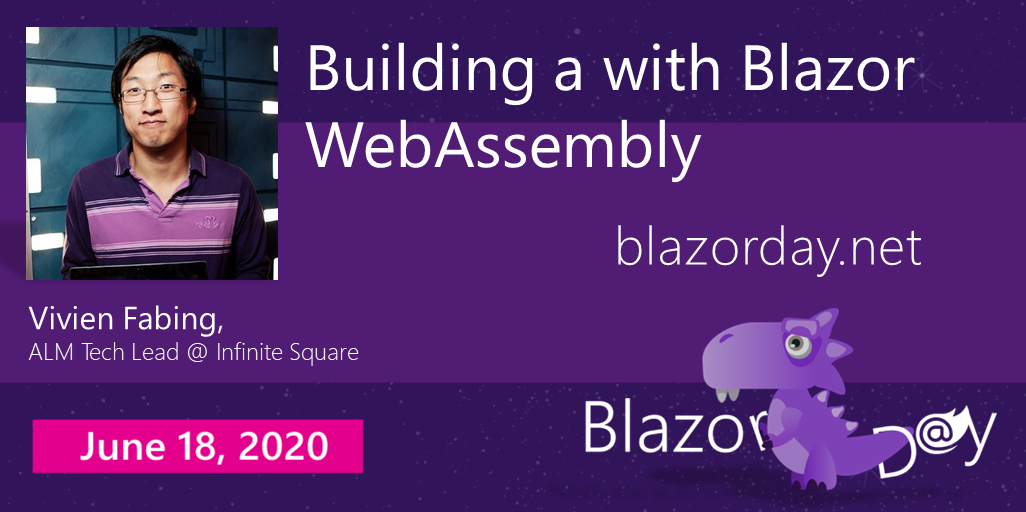 Building a with Blazor
WebAssembly
blazorday.net
Vivien Fabing,
ALM Tech Lead @ Infinite Square
June 18, 2020
Blazor D@y